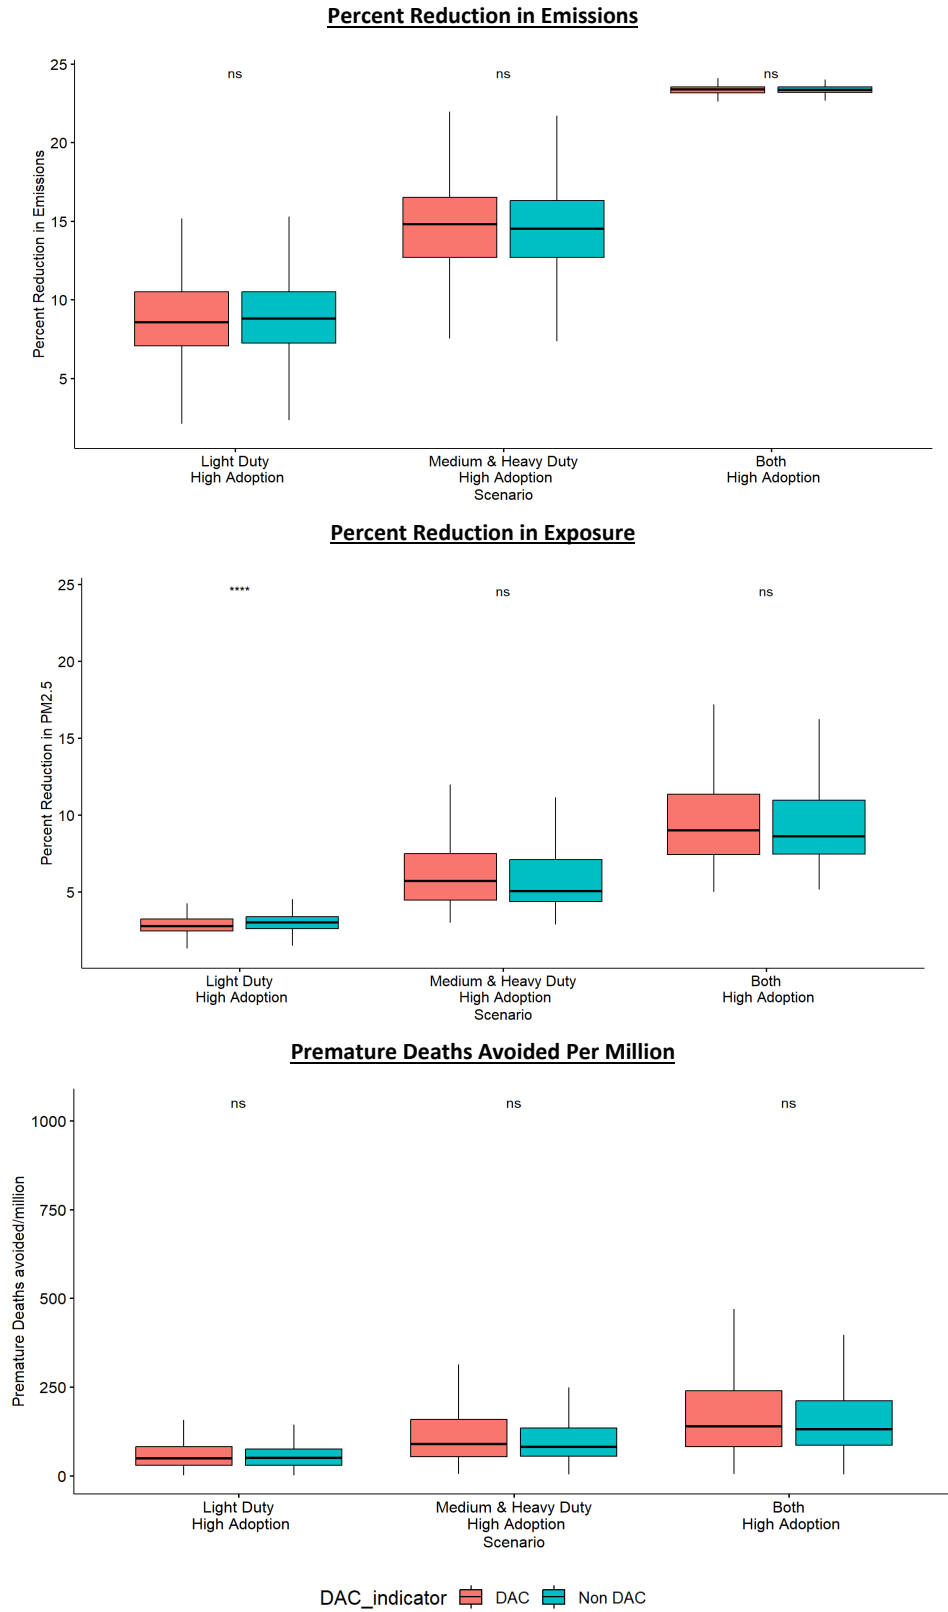 Percent Reduction in Emissions
25
20
15
10
5
Percent Reduction in Emissions
ns ns ns
Light Duty Medium & Heavy Duty Both
High Adoption High Adoption High Adoption
Scenario
Percent Reduction in Exposure
25
20
15
10
5
Percent Reduction in PM2.5
**** ns ns
Light Duty Medium & Heavy Duty Both
High Adoption High Adoption High Adoption
Scenario
Premature Deaths Avoided Per Million
1000
750
500
250
0
Premature Deaths avoided/million
ns ns ns
Light Duty Medium & Heavy Duty Both
High Adoption High Adoption High Adoption
Scenario
DAC_indicator DAC Non DAC